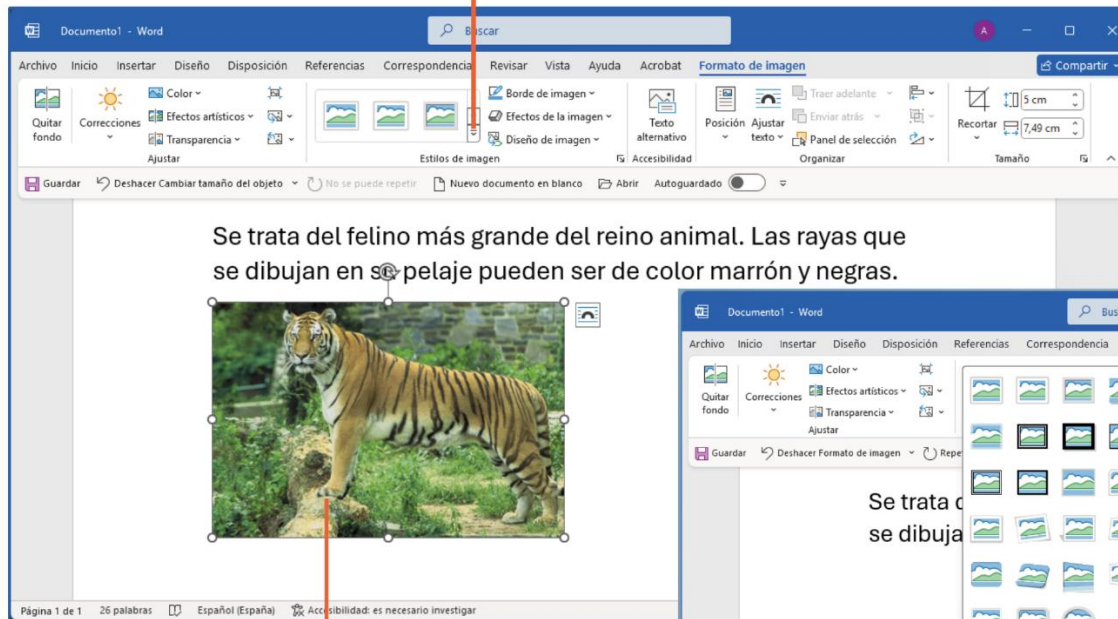 Documento1 - Word
Buscar
A
Archivo Inicio Insertar Diseño Disposición Referencias Correspondencia Revisar Vista Ayuda Acrobat Formato de imagen Compartir
Quitar fondo
Correcciones
Color
Efectos artísticos
Transparencia
Ajustar
Estilos de imagen
Borde de imagen
Efectos de la imagen
Diseño de imagen
Texto alternativo
Accesibilidad
Posición
Ajustar texto
Traer adelante
Enviar atrás
Panel de selección
Organizar
Recortar
5 cm
7,49 cm
Tamaño
Guardar Deshacer Cambiar tamaño del objeto No se puede repetir Nuevo documento en blanco Abrir Autoguardado
Se trata del felino más grande del reino animal. Las rayas que
se dibujan en su pelaje pueden ser de color marrón y negras.
Página 1 de 1 26 palabras Español (España) Accesibilidad: es necesario investigar
Documento1 - Word
Bus
Archivo Inicio Insertar Diseño Disposición Referencias Correspondencia
Quitar fondo
Correcciones
Color
Efectos artísticos
Transparencia
Ajustar
Guardar Deshacer Formato de imagen Repe
Se trata d
se dibuja